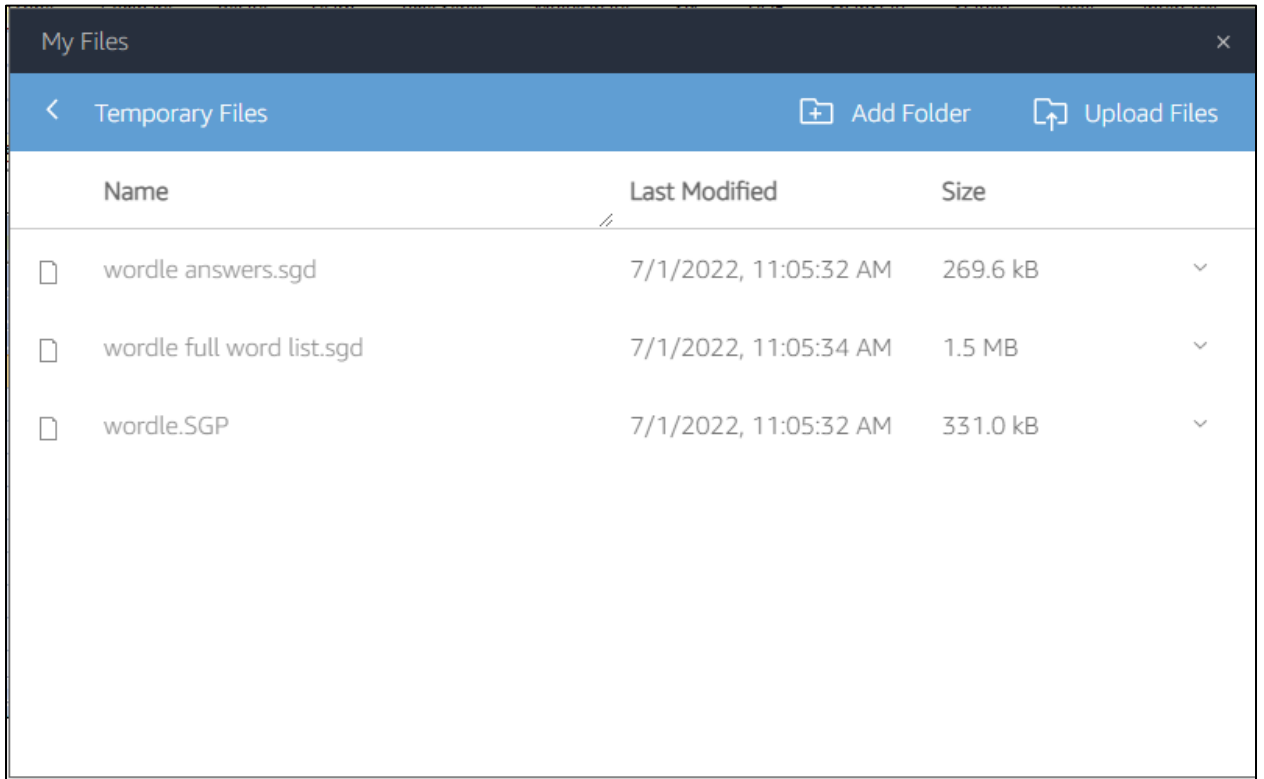 My Files
Temporary Files Add Folder Upload Files
Name Last Modified Size
wordle answers.sgd 7/1/2022, 11:05:32 AM 269.6 kB
wordle full word list.sgd 7/1/2022, 11:05:34 AM 1.5 MB
wordle.SGP 7/1/2022, 11:05:32 AM 331.0 kB